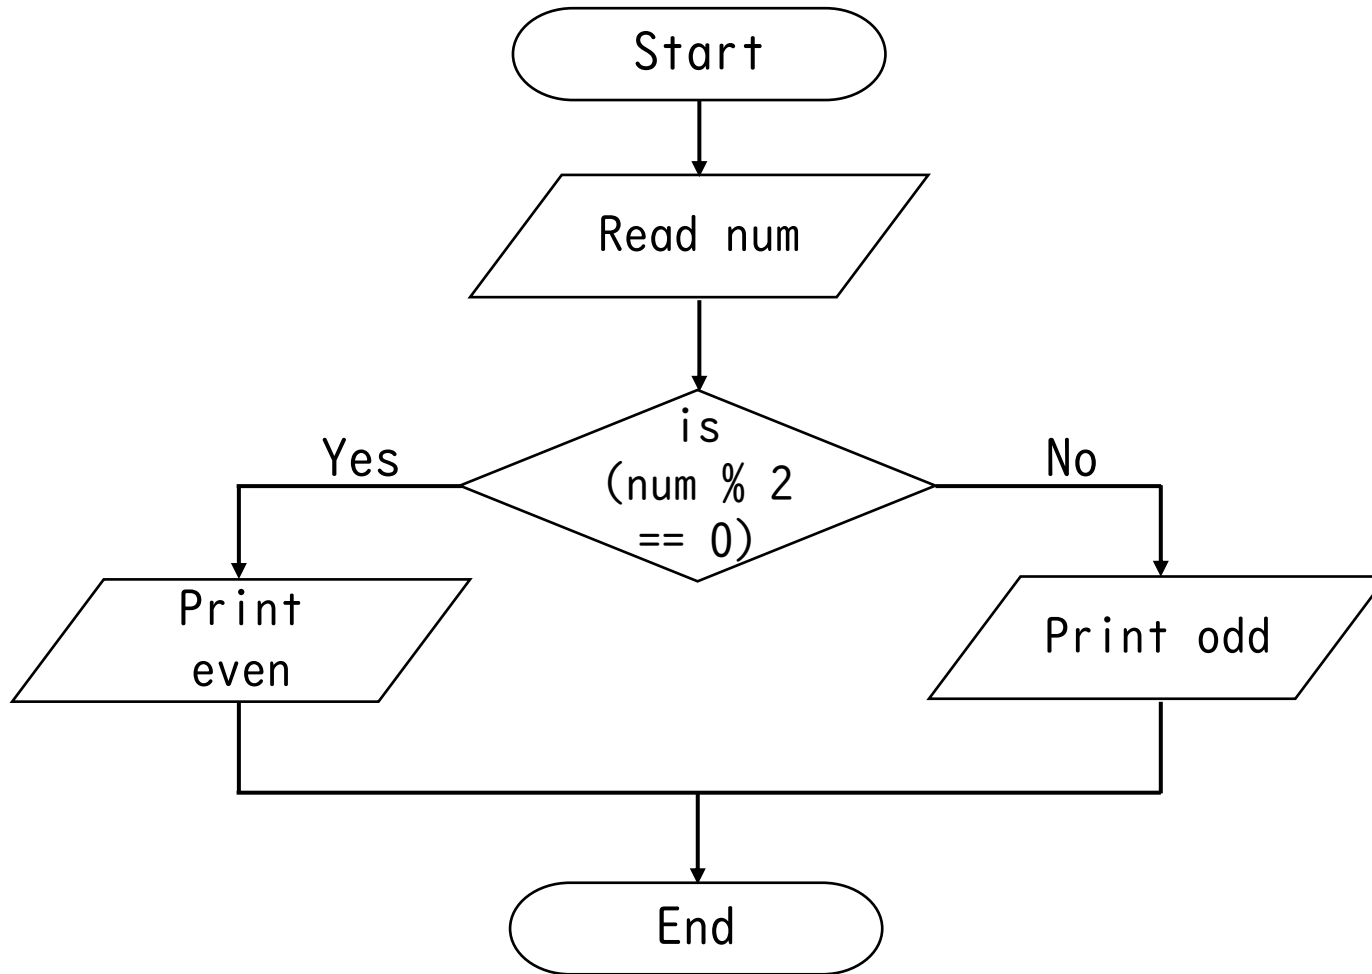 Start
Read num
is
(num % 2
== 0)
Yes
No
Print
even
Print odd
End